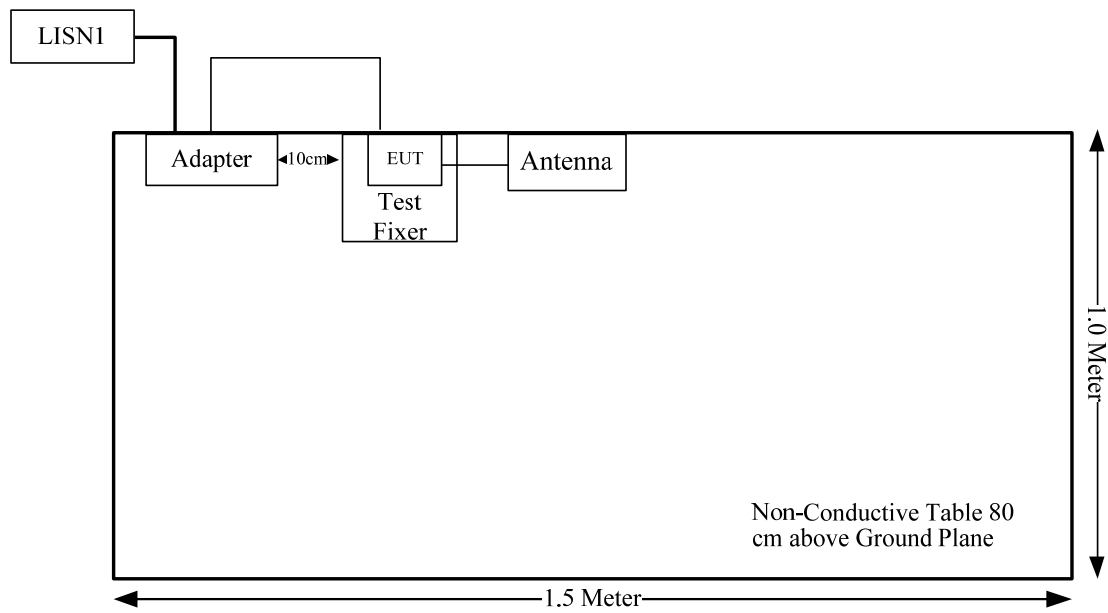 LISN1
Adapter
10cm
EUT
Antenna
Test
Fixer
1.0 Meter
Non-Conductive Table 80
cm above Ground Plane
1.5 Meter